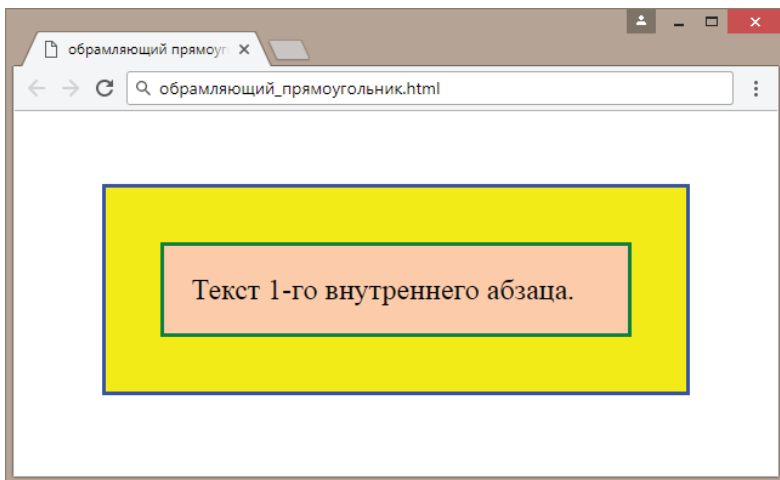 обрамляющий прямоуг
обрамляющий_прямоугольник.html
Текст 1-го внутреннего абзаца.